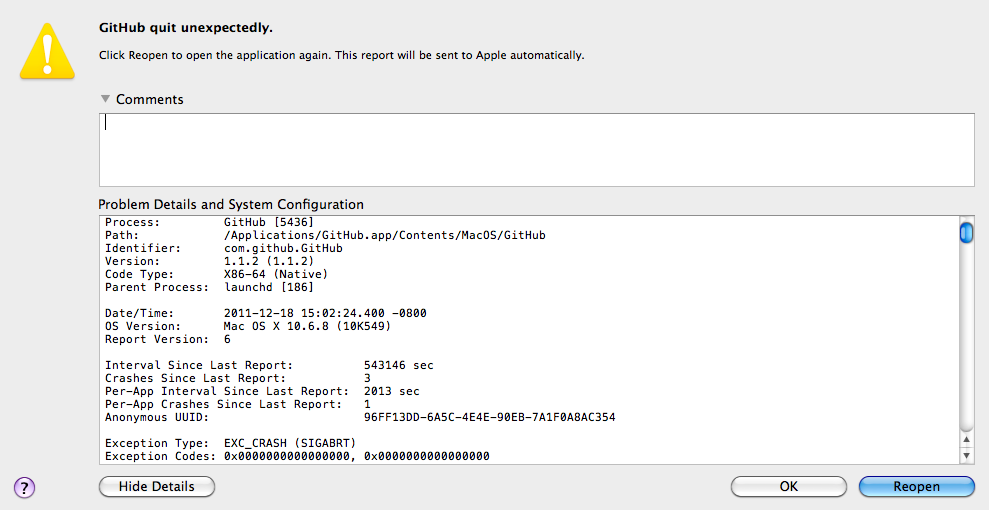 GitHub quit unexpectedly.
Click Reopen to open the application again. This report will be sent to Apple automatically.
Comments
Problem Details and System Configuration
Process:         GitHub [5436]
Path:            /Applications/GitHub.app/Contents/MacOS/GitHub
Identifier:      com.github.GitHub
Version:         1.1.2 (1.1.2)
Code Type:       X86-64 (Native)
Parent Process:  launchd [186]
Date/Time:       2011-12-18 15:02:24.400 -0800
OS Version:      Mac OS X 10.6.8 (10K549)
Report Version:  6
Interval Since Last Report:          543146 sec
Crashes Since Last Report:           3
Per-App Interval Since Last Report:  2013 sec
Per-App Crashes Since Last Report:   1
Anonymous UUID:                      96FF13DD-6A5C-4E4E-90EB-7A1F0A8AC354
Exception Type:  EXC_CRASH (SIGABRT)
Exception Codes: 0x0000000000000000, 0x0000000000000000
?
Hide Details
OK
Reopen